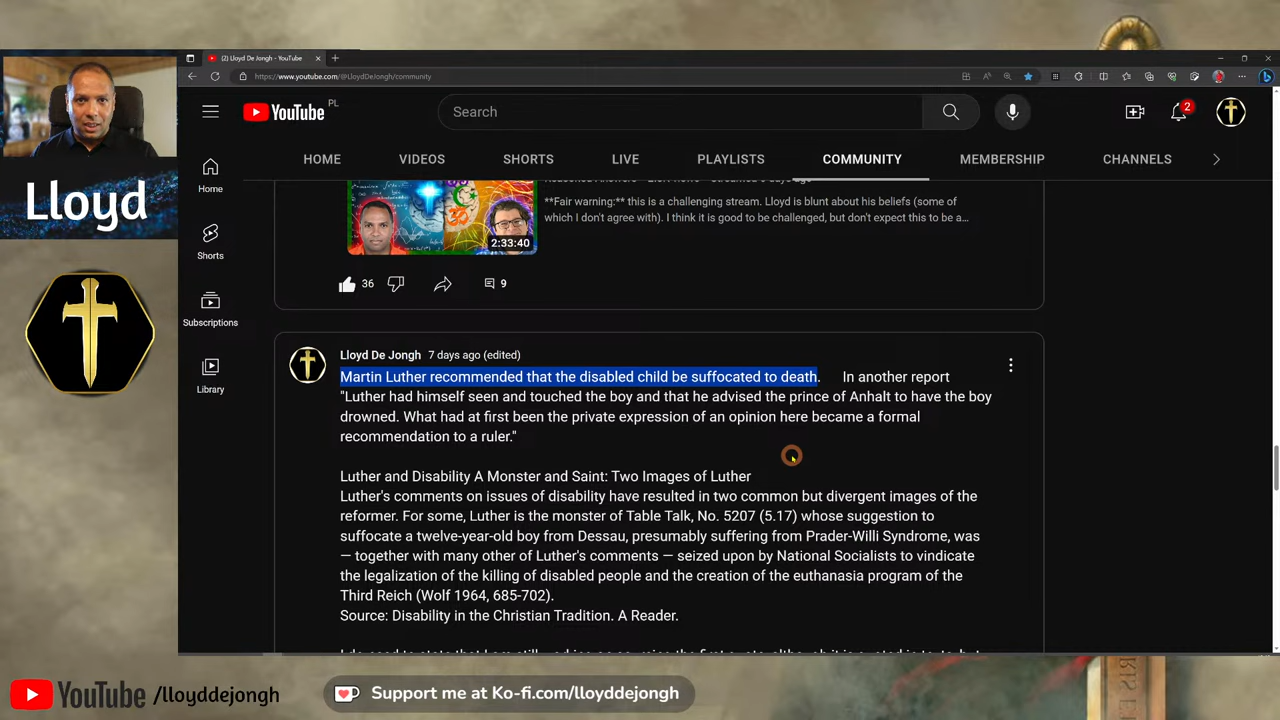 (2) Lloyd De Jongh - YouTube
https://www.youtube.com/@LloydDeJongh/community
YouTube PL
Search
2
HOME
VIDEOS
SHORTS
LIVE
PLAYLISTS
COMMUNITY
MEMBERSHIP
CHANNELS
Lloyd
Home
Shorts
Subscriptions
Library
**Fair warning:** this is a challenging stream. Lloyd is blunt about his beliefs (some
of which I don't agree with). I think it is good to be challenged, but don't expect this to be a...
2:33:40
36
9
Lloyd De Jongh 7 days ago (edited)
Martin Luther recommended that the disabled child be suffocated to death. In another report
"Luther had himself seen and touched the boy and that he advised the prince of Anhalt to have the boy
drowned. What had at first been the private expression of an opinion here became a formal
recommendation to a ruler."
Luther and Disability A Monster and Saint: Two Images of Luther
Luther's comments on issues of disability have resulted in two common but divergent images of the
reformer. For some, Luther is the monster of Table Talk, No. 5207 (5.17) whose suggestion to
suffocate a twelve-year-old boy from Dessau, presumably suffering from Prader-Willi Syndrome, was
— together with many other of Luther's comments — seized upon by National Socialists to vindicate
the legalization of the killing of disabled people and the creation of the euthanasia program of the
Third Reich (Wolf 1964, 685-702).
Source: Disability in the Christian Tradition. A Reader.
YouTube /lloyddejongh
Support me at Ko-fi.com/lloyddejongh